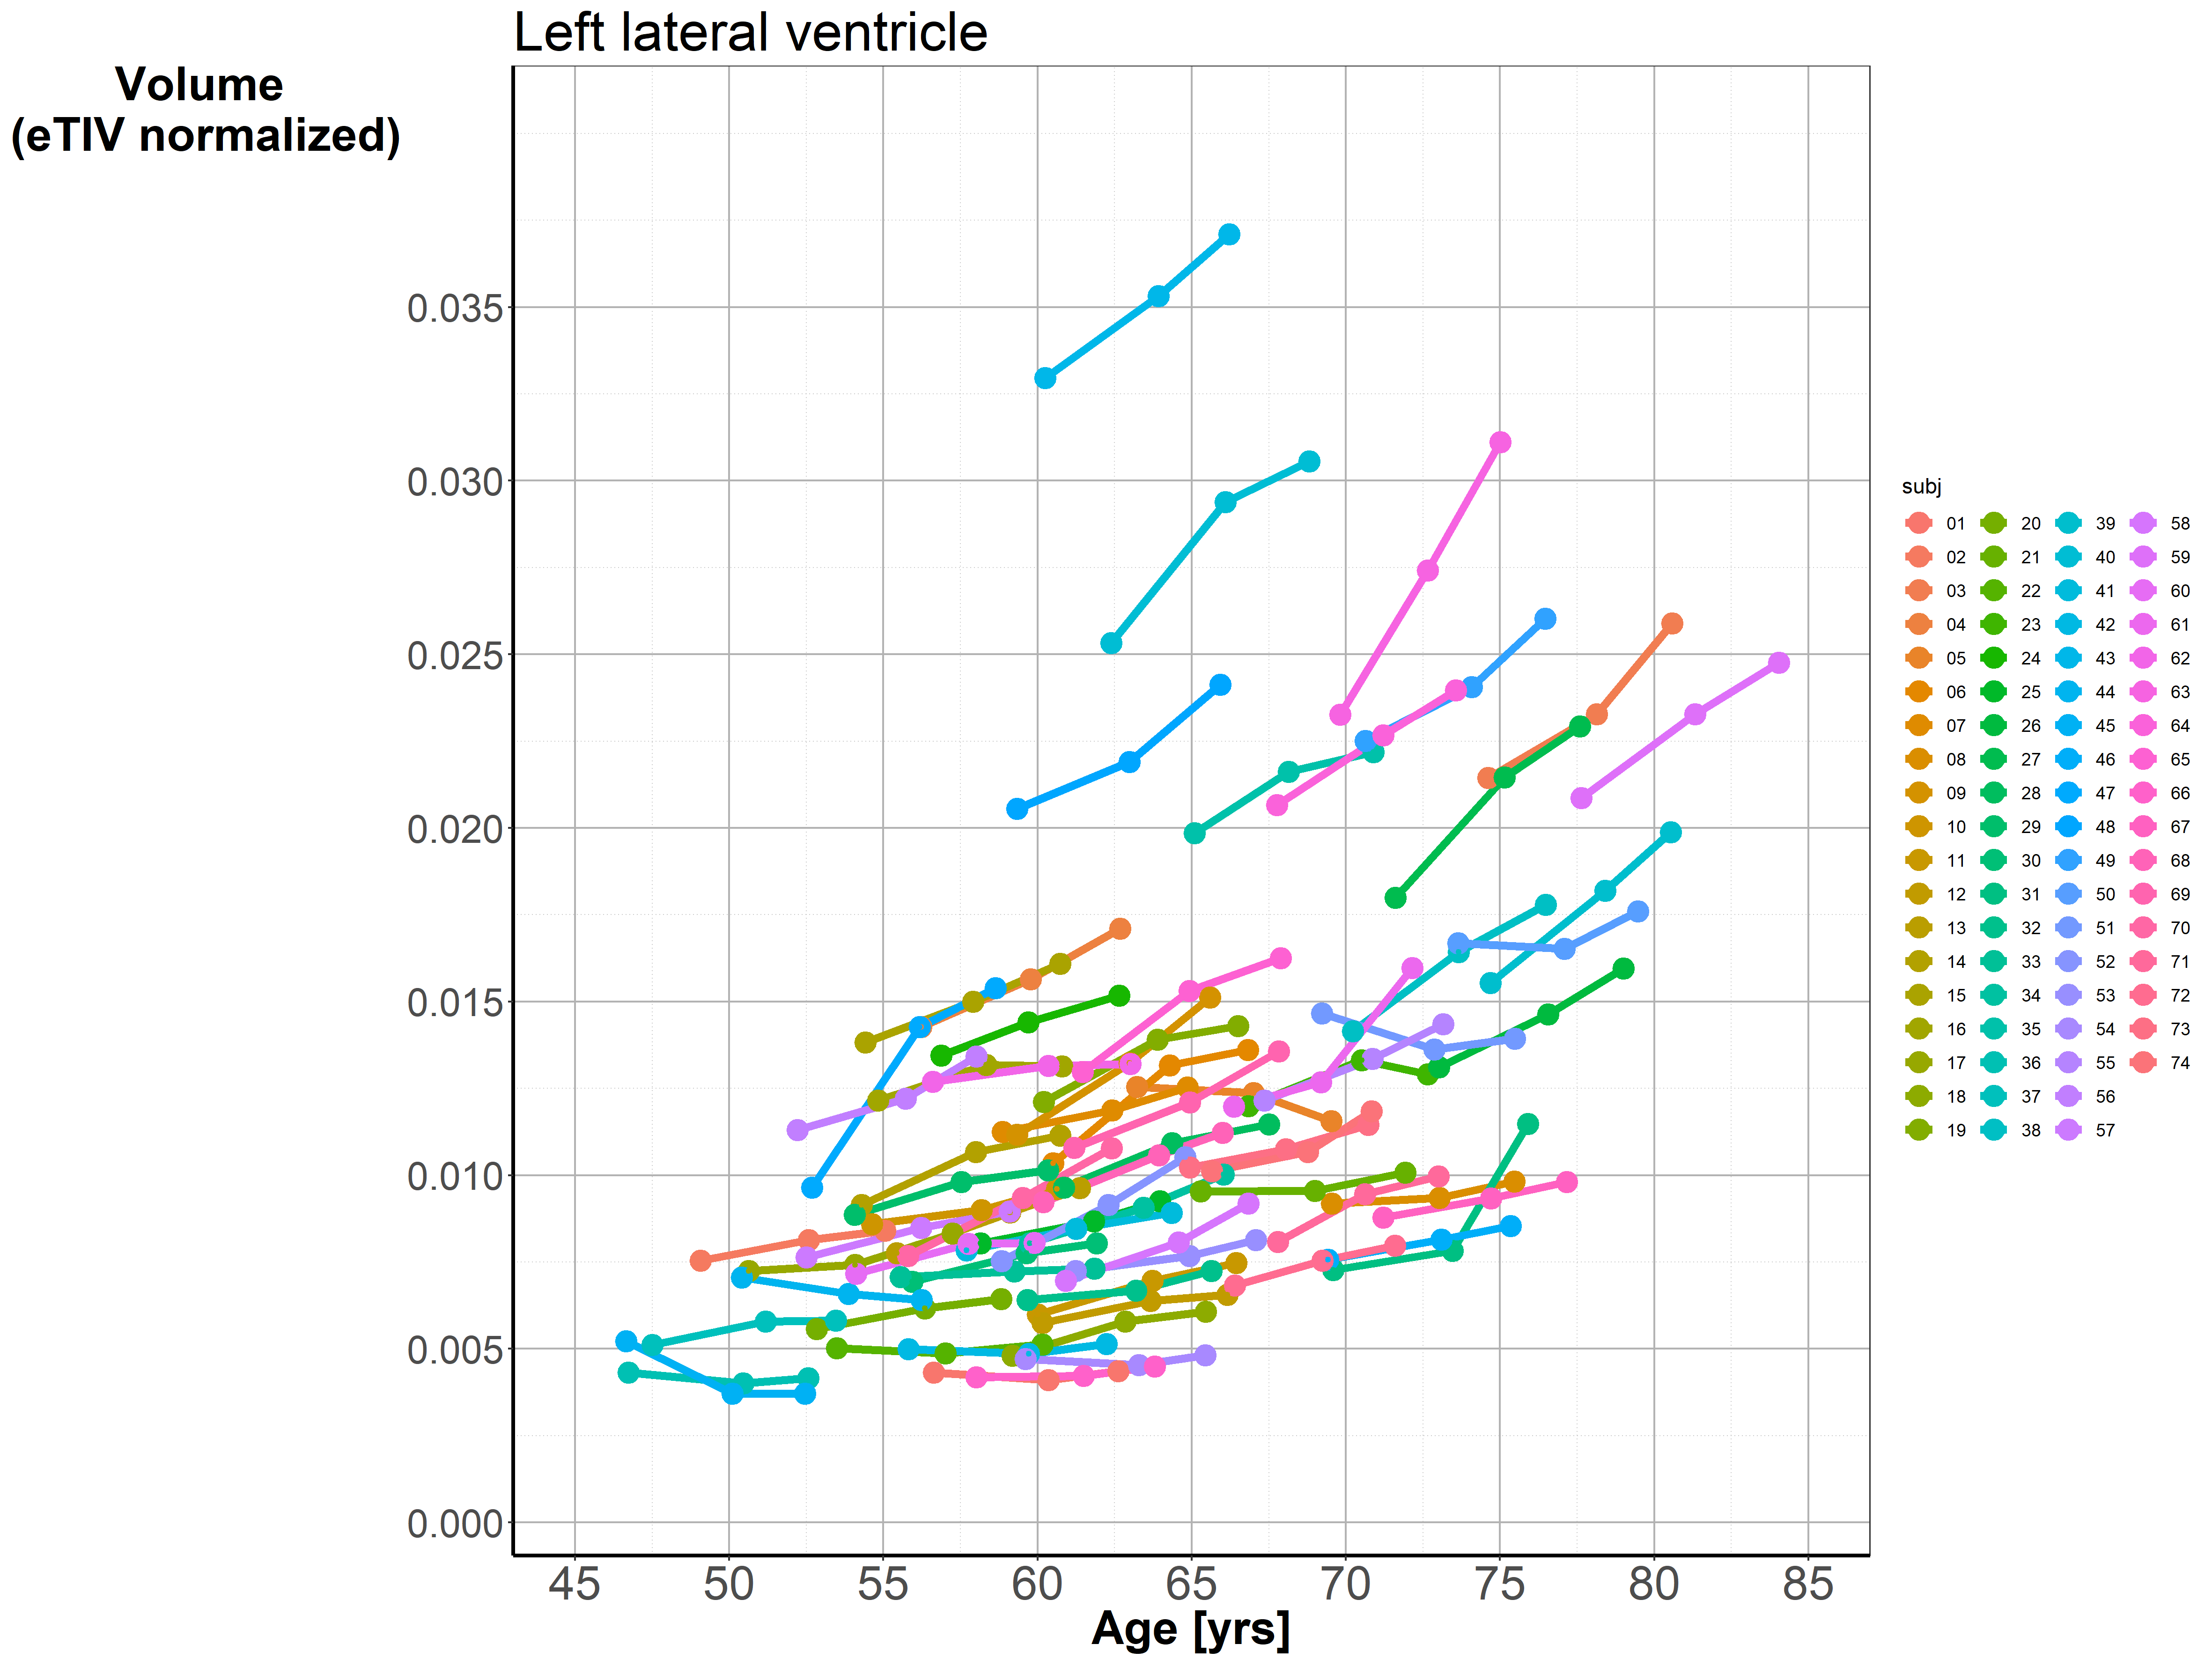 Left lateral ventricle
Volume
(eTIV normalized)
0.035
0.030
0.025
0.020
0.015
0.010
0.005
0.000
45 50 55 60 65 70 75 80 85
Age [yrs]
subj
01 20 39 58
02 21 40 59
03 22 41 60
04 23 42 61
05 24 43 62
06 25 44 63
07 26 45 64
08 27 46 65
09 28 47 66
10 29 48 67
11 30 49 68
12 31 50 69
13 32 51 70
14 33 52 71
15 34 53 72
16 35 54 73
17 36 55 74
18 37 56
19 38 57